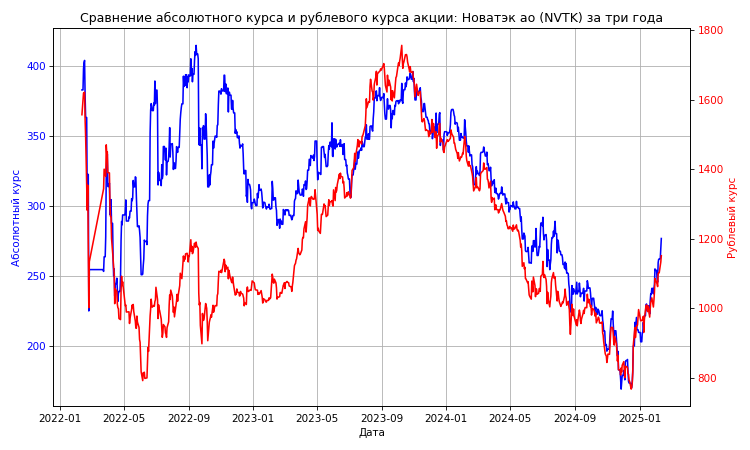 Сравнение абсолютного курса и рублевого курса акции: Новатэк ао (NVTK) за три года
1800
400
1600
350
1400
300
1200
250
1000
200
800
Абсолютный курс
Рублевый курс
2022-01 2022-05 2022-09 2023-01 2023-05 2023-09 2024-01 2024-05 2024-09 2025-01
Дата